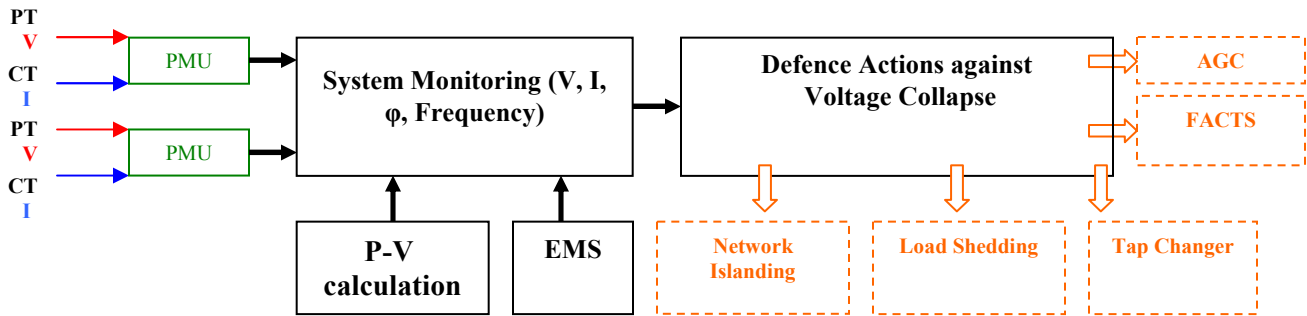 PT
V
CT
I
PT
V
CT
I
PMU
PMU
System Monitoring (V, I,
φ, Frequency)
P-V
calculation
EMS
Defence Actions against
Voltage Collapse
AGC
FACTS
Network
Islanding
Load Shedding
Tap Changer